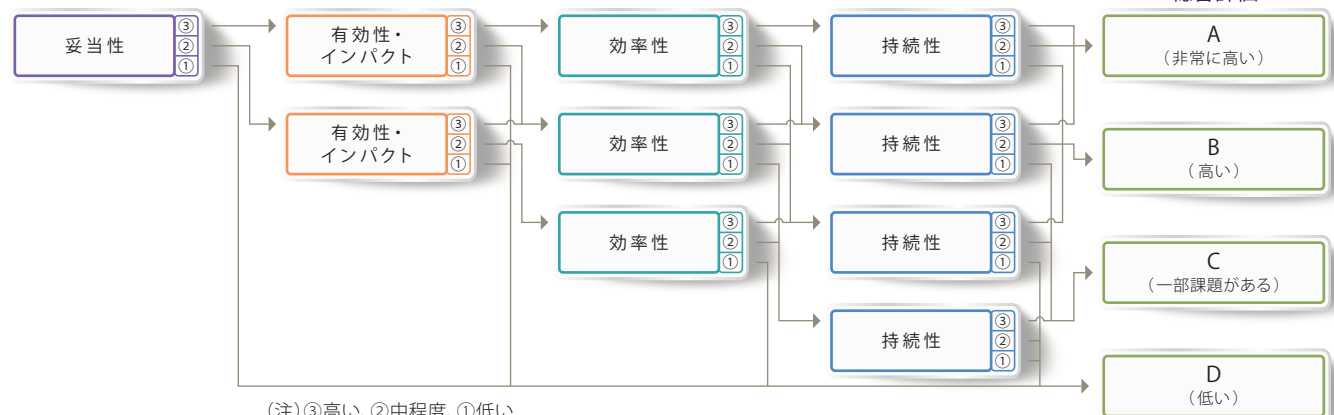 妥当性
③
②
①
有効性・
インパクト
③
②
①
効率性
③
②
①
持続性
③
②
①
A
（非常に高い）
有効性・
インパクト
③
②
①
効率性
③
②
①
持続性
③
②
①
B
（高い）
効率性
③
②
①
持続性
③
②
①
C
（一部課題がある）
持続性
③
②
①
D
（低い）
（注）③高い、②中程度、①低い